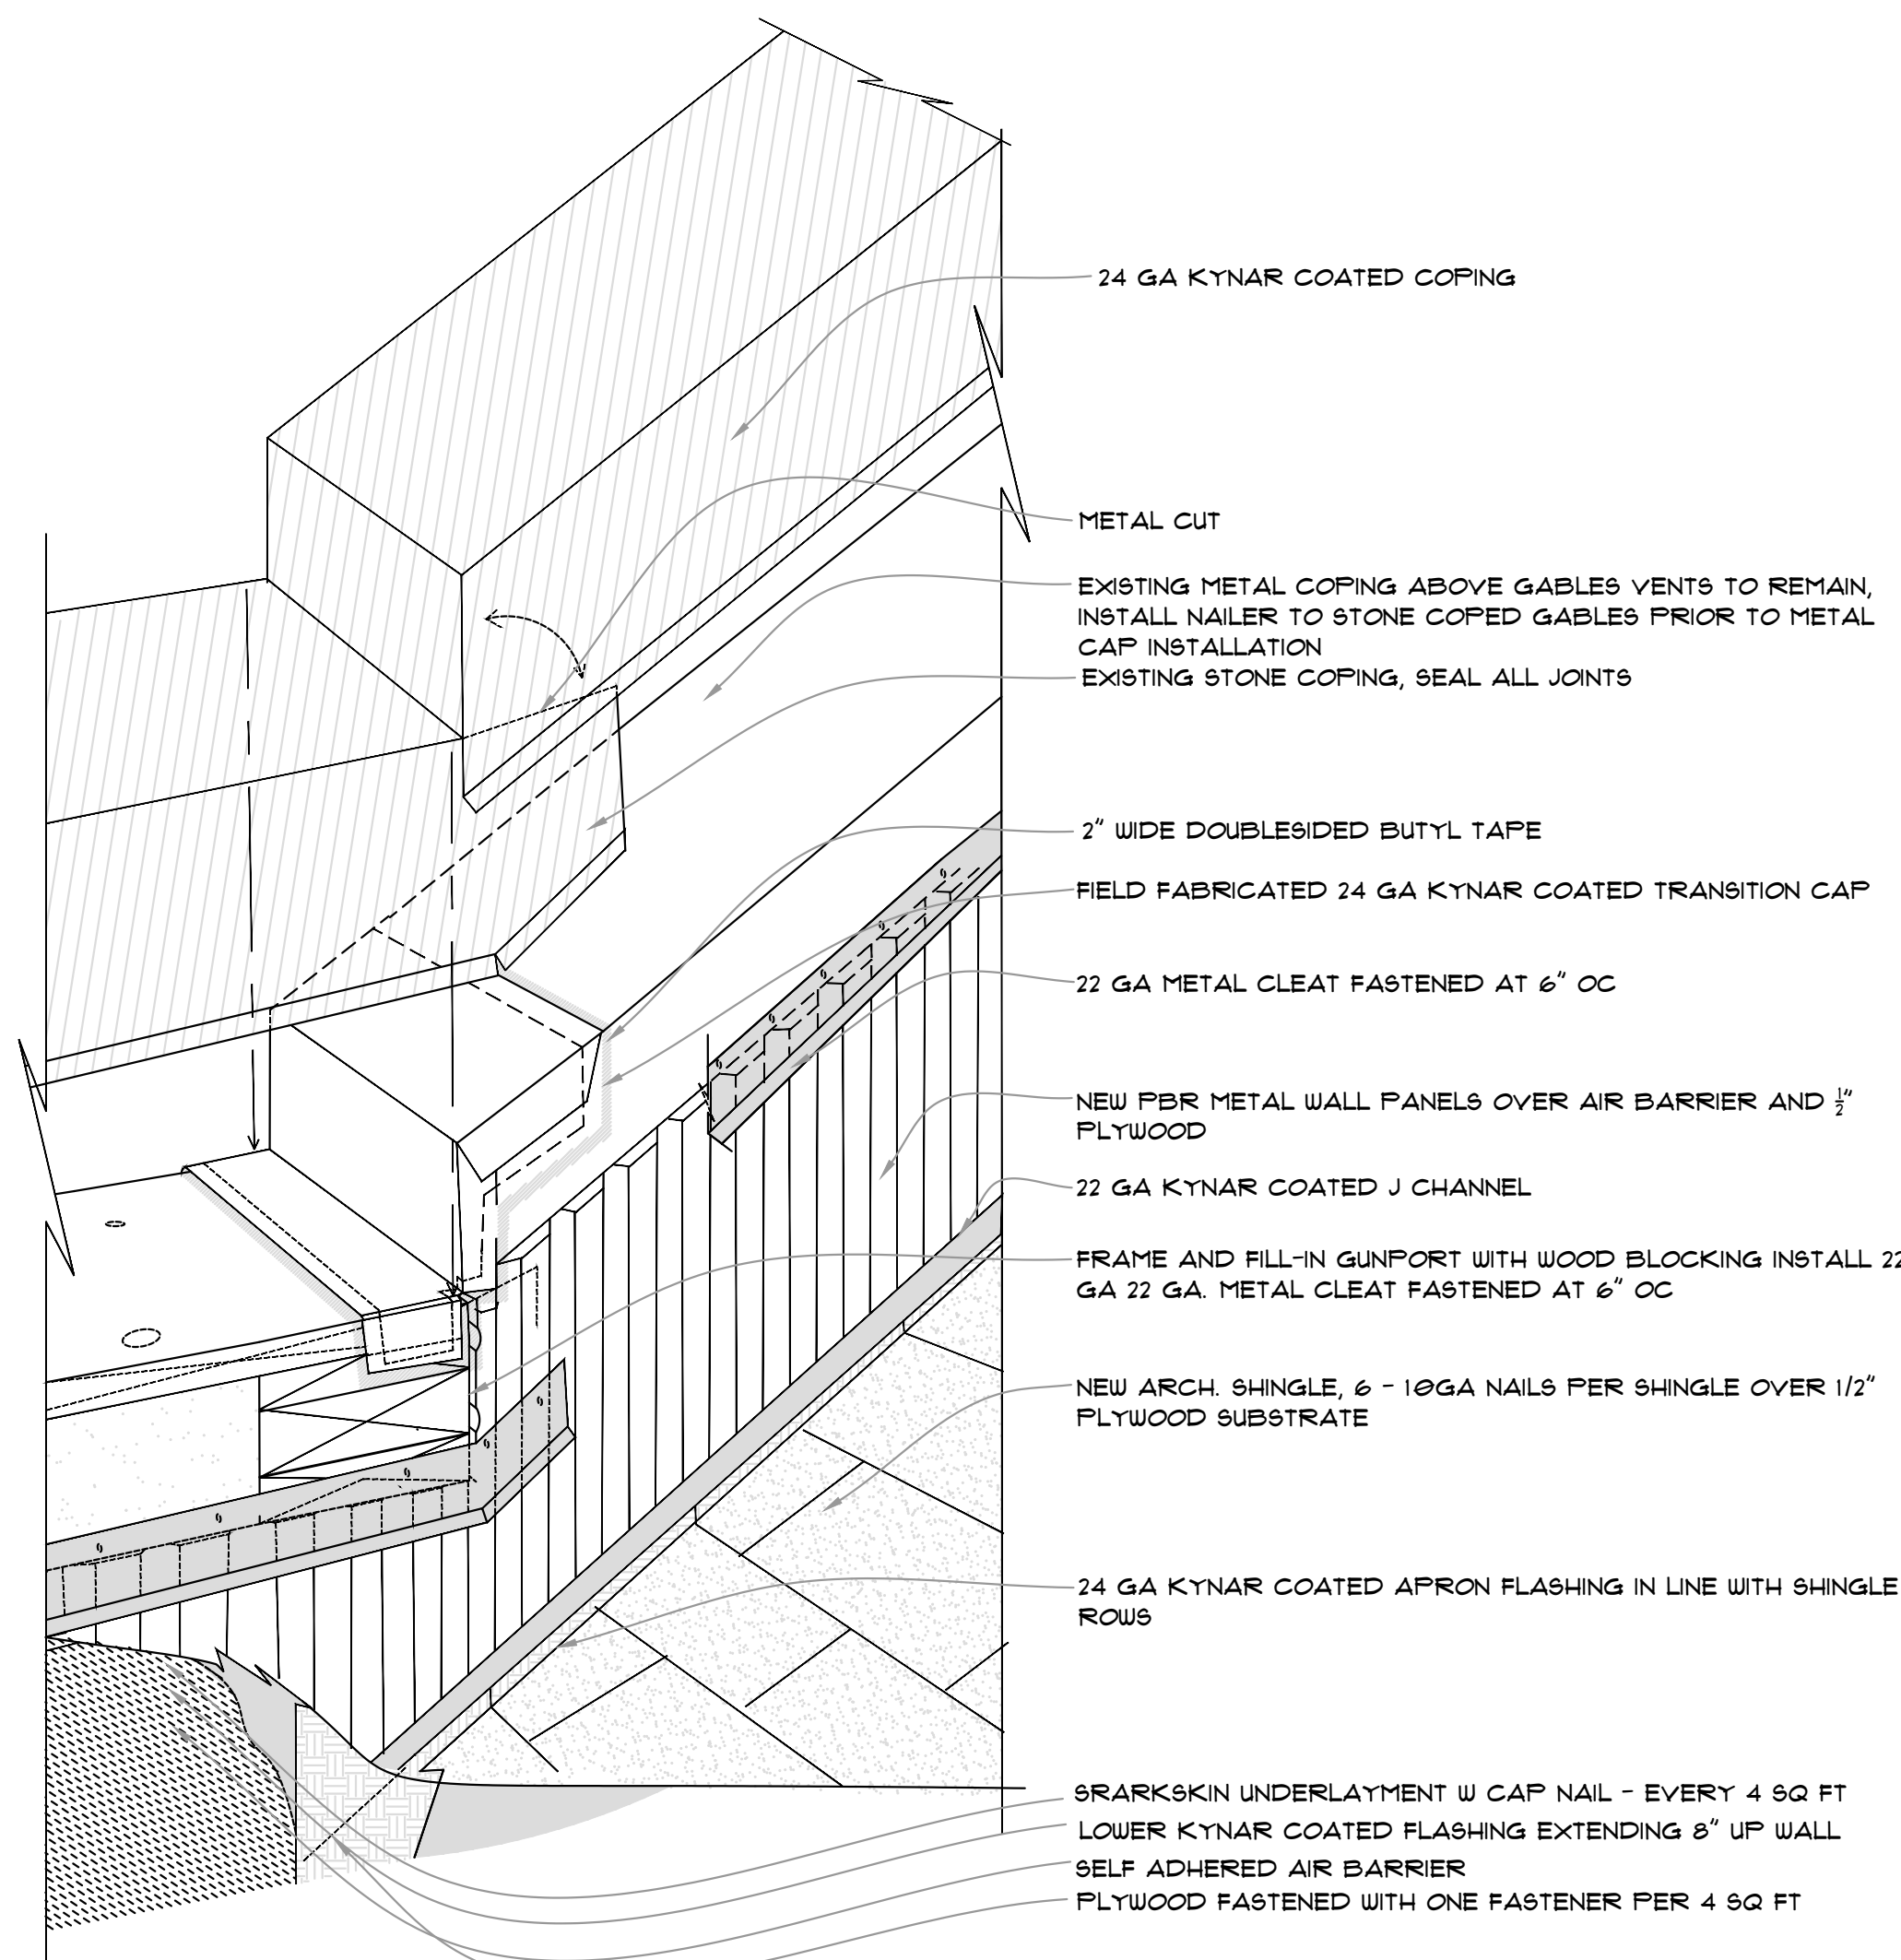 24 GA KYNAR COATED COPING
METAL CUT
EXISTING METAL COPING ABOVE GABLES VENTS TO REMAIN,
INSTALL NAILER TO STONE COPED GABLES PRIOR TO METAL
CAP INSTALLATION
EXISTING STONE COPING, SEAL ALL JOINTS
2" WIDE DOUBLESIDED BUTYL TAPE
FIELD FABRICATED 24 GA KYNAR COATED TRANSITION CAP
22 GA METAL CLEAT FASTENED AT 6" OC
NEW PBR METAL WALL PANELS OVER AIR BARRIER AND ½"
PLYWOOD
22 GA KYNAR COATED J CHANNEL
FRAME AND FILL-IN GUNPORT WITH WOOD BLOCKING INSTALL 22
GA 22 GA. METAL CLEAT FASTENED AT 6" OC
NEW ARCH. SHINGLE, 6 - 10GA NAILS PER SHINGLE OVER 1/2"
PLYWOOD SUBSTRATE
24 GA KYNAR COATED APRON FLASHING IN LINE WITH SHINGLE
ROWS
SRARKSKIN UNDERLAYMENT W CAP NAIL - EVERY 4 SQ FT
LOWER KYNAR COATED FLASHING EXTENDING 8" UP WALL
SELF ADHERED AIR BARRIER
PLYWOOD FASTENED WITH ONE FASTENER PER 4 SQ FT